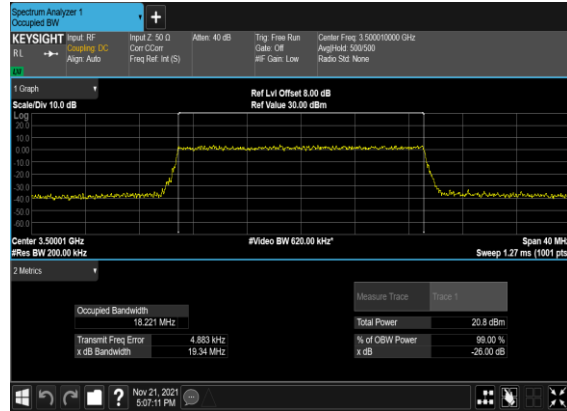 Spectrum Analyzer 1
Occupied BW
+
KEYSIGHT Input: RF Input Z: 50 Ω Atten: 40 dB Trig: Free Run Center Freq: 3.500010000 GHz
RL Coupling: DC Corr CCorr Gate: Off Avg|Hold: 500/500
Align: Auto Freq Ref: Int (S) #IF Gain: Low Radio Std: None
LW
1 Graph
Ref Lvl Offset 8.00 dB
Scale/Div 10.0 dB Ref Value 30.00 dBm
Log
20.0
10.0
0.00
-10.0
-20.0
-30.0
-40.0
-50.0
-60.0
Center 3.50001 GHz #Video BW 620.00 kHz* Span 40 MHz
#Res BW 200.00 kHz Sweep 1.27 ms (1001 pts
2 Metrics
Measure Trace Trace 1
Occupied Bandwidth
18.221 MHz Total Power 20.8 dBm
Transmit Freq Error 4.883 kHz % of OBW Power 99.00 %
x dB Bandwidth 19.34 MHz x dB -26.00 dB
? Nov 21, 2021
5:07:11 PM